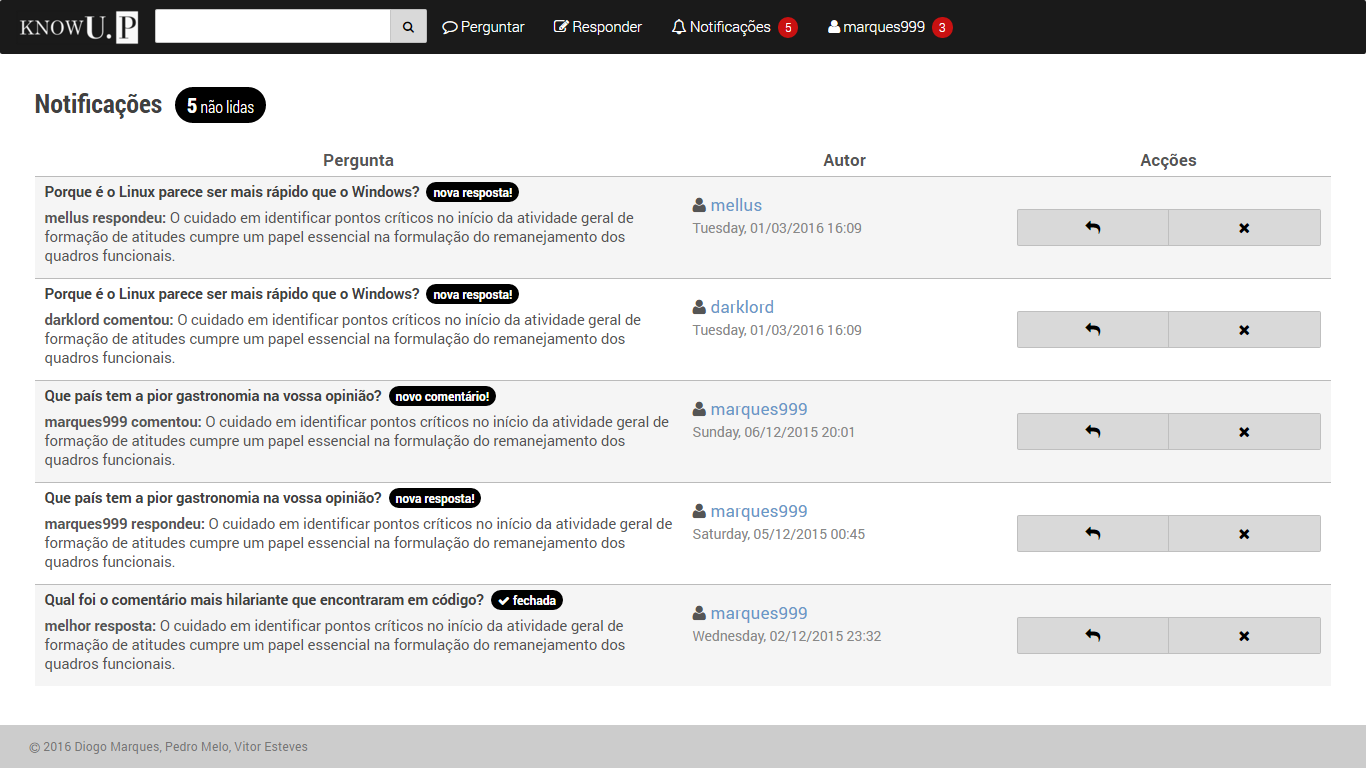 KNOWU.P Perguntar Responder Notificações 5 marques999 3
Notificações 5 não lidas
Pergunta Autor Acções
Porque é o Linux parece ser mais rápido que o Windows? nova resposta!
mellus respondeu: O cuidado em identificar pontos críticos no início da atividade geral de
formação de atitudes cumpre um papel essencial na formulação do remanejamento dos
quadros funcionais.
mellus
Tuesday, 01/03/2016 16:09
Porque é o Linux parece ser mais rápido que o Windows? nova resposta!
darklord comentou: O cuidado em identificar pontos críticos no início da atividade geral de
formação de atitudes cumpre um papel essencial na formulação do remanejamento dos
quadros funcionais.
darklord
Tuesday, 01/03/2016 16:09
Que país tem a pior gastronomia na vossa opinião? novo comentário!
marques999 comentou: O cuidado em identificar pontos críticos no início da atividade geral de
formação de atitudes cumpre um papel essencial na formulação do remanejamento dos
quadros funcionais.
marques999
Sunday, 06/12/2015 20:01
Que país tem a pior gastronomia na vossa opinião? nova resposta!
marques999 respondeu: O cuidado em identificar pontos críticos no início da atividade geral de
formação de atitudes cumpre um papel essencial na formulação do remanejamento dos
quadros funcionais.
marques999
Saturday, 05/12/2015 00:45
Qual foi o comentário mais hilariante que encontraram em código? fechada
melhor resposta: O cuidado em identificar pontos críticos no início da atividade geral de
formação de atitudes cumpre um papel essencial na formulação do remanejamento dos
quadros funcionais.
marques999
Wednesday, 02/12/2015 23:32
© 2016 Diogo Marques, Pedro Melo, Vitor Esteves